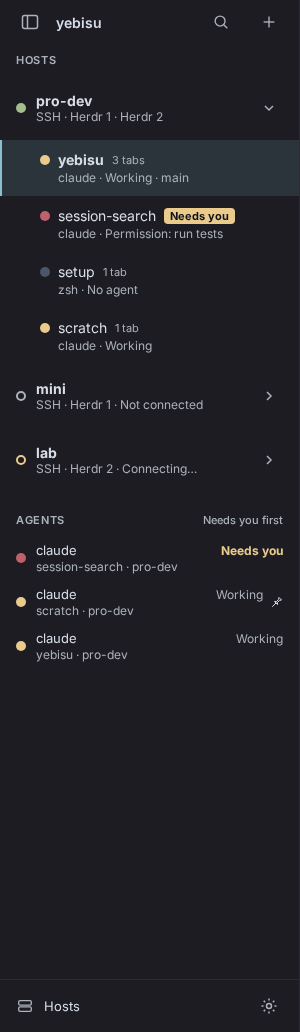 yebisu
HOSTS
pro-dev
SSH · Herdr 1 · Herdr 2
yebisu 3 tabs
claude · Working · main
session-search Needs you
claude · Permission: run tests
setup 1 tab
zsh · No agent
scratch 1 tab
claude · Working
mini
SSH · Herdr 1 · Not connected
lab
SSH · Herdr 2 · Connecting...
AGENTS Needs you first
claude Needs you
session-search · pro-dev
claude Working
scratch · pro-dev
claude Working
yebisu · pro-dev
Hosts